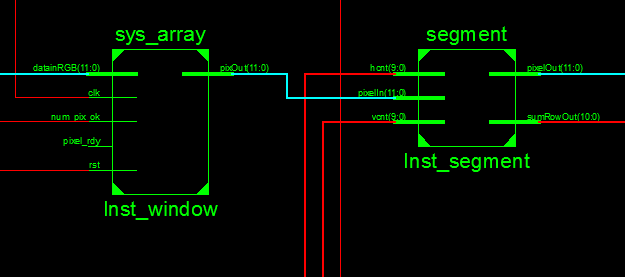 sys_array
datainRGB(11:0)
pixOut(11:0)
clk
num_pix_ok
pixel_rdy
rst
Inst_window
segment
hcnt(9:0)
pixelOut(11:0)
pixelIn(11:0)
vcnt(9:0)
sumRowOut(10:0)
Inst_segment